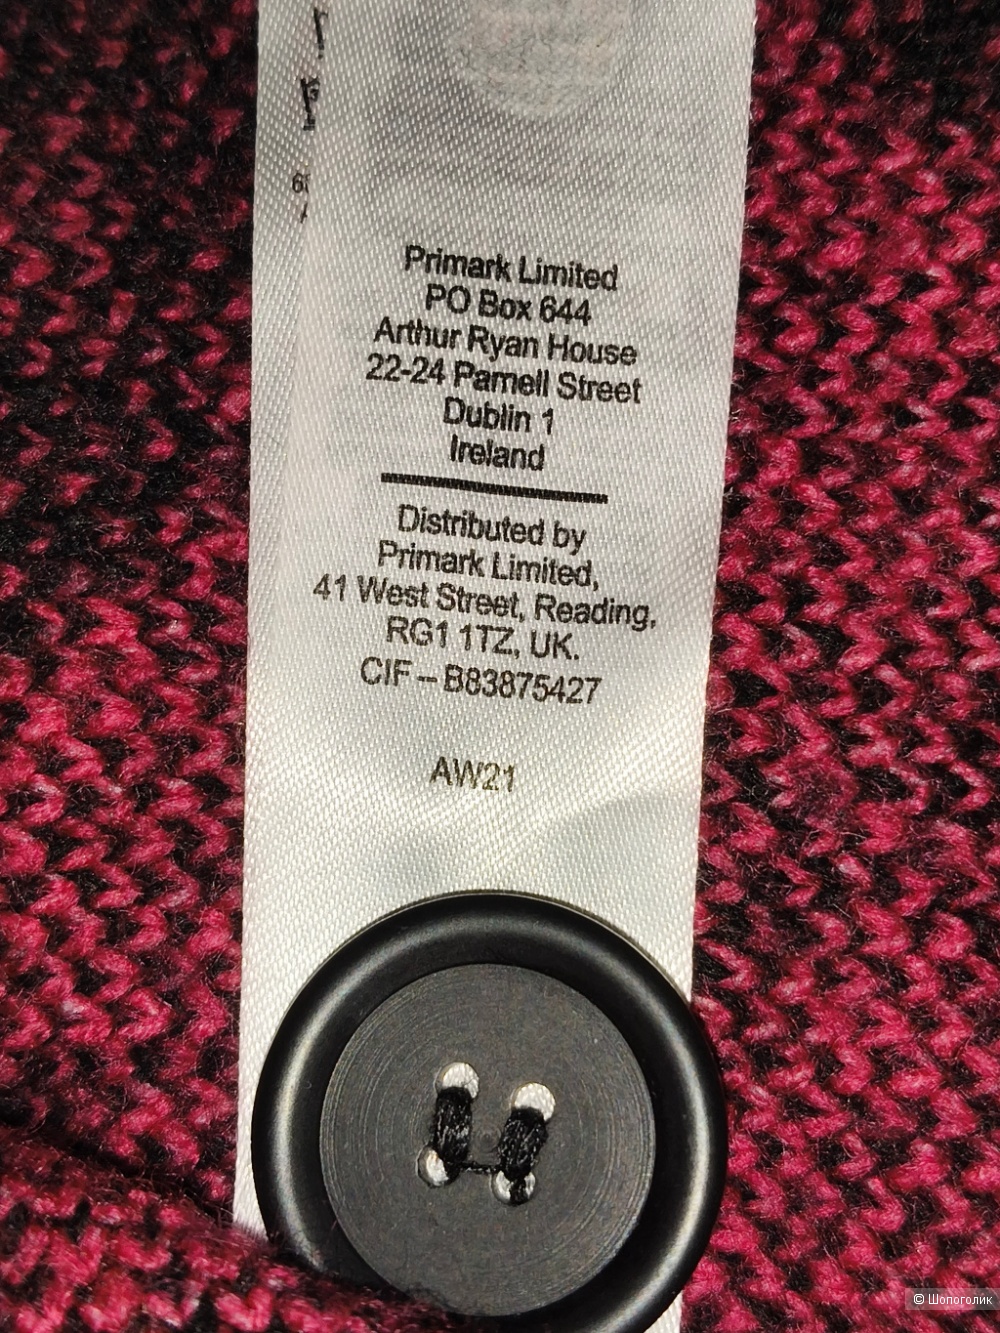 Primark Limited
PO Box 644
Arthur Ryan House
22-24 Parnell Street
Dublin 1
Ireland
Distributed by
Primark Limited,
41 West Street, Reading,
RG1 1TZ, UK.
CIF – B83875427
AW21
© Шопоголик